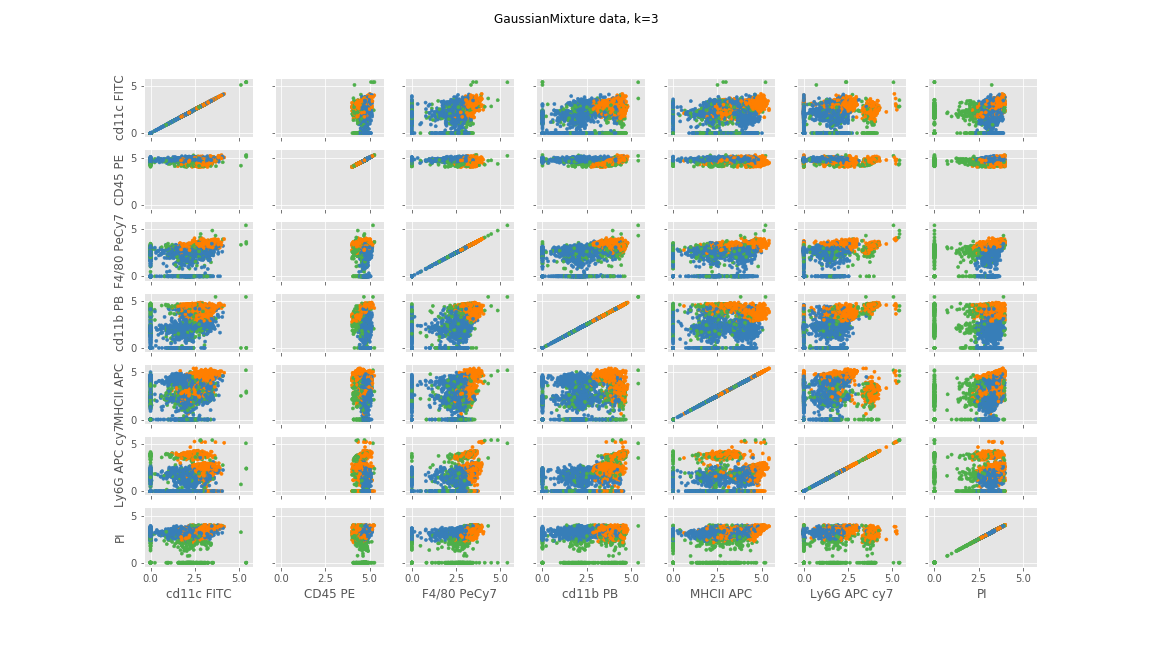 GaussianMixture data, k=3
cd11c FITC
5
0
CD45 PE
5
0
F4/80 PeCy7
5
0
cd11b PB
5
0
MHCII APC
5
0
Ly6G APC cy7
5
0
PI
5
0
0.0 2.5 5.0 0.0 2.5 5.0 0.0 2.5 5.0 0.0 2.5 5.0 0.0 2.5 5.0 0.0 2.5 5.0 0.0 2.5 5.0
cd11c FITC CD45 PE F4/80 PeCy7 cd11b PB MHCII APC Ly6G APC cy7 PI